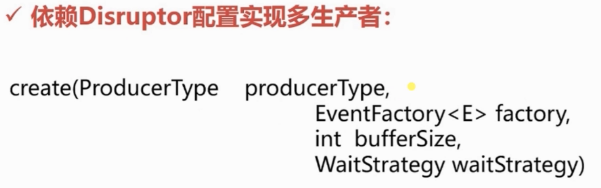 ✓ 依赖Disruptor配置实现多生产者：
create(ProducerType producerType,
EventFactory<E> factory,
int bufferSize,
WaitStrategy waitStrategy)